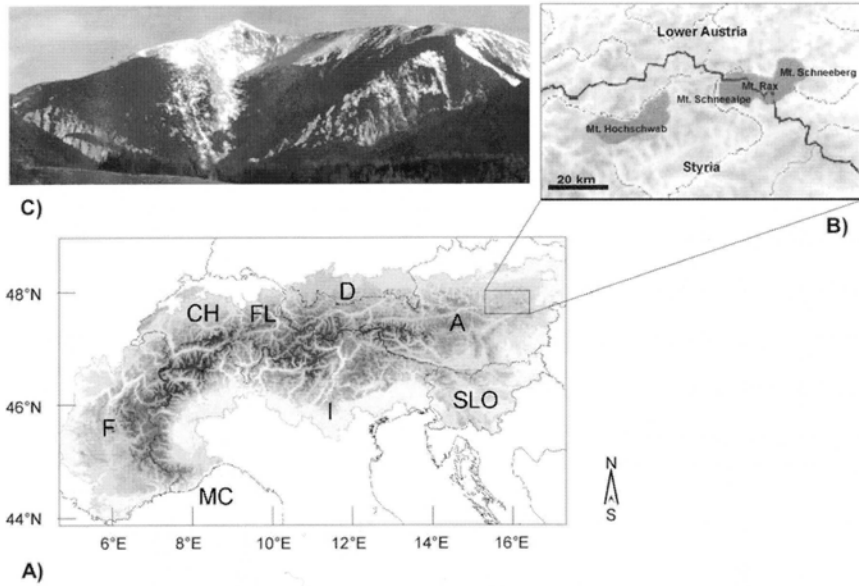 C)
Lower Austria
Mt. Schneeberg
Mt. Rax
Mt. Schneealpe
Mt. Hochschwab
Styria
20 km
B)
48°N
46°N
44°N
D
CH
FL
A
F
I
SLO
MC
6°E
8°E
10°E
12°E
14°E
16°E
N
S
A)